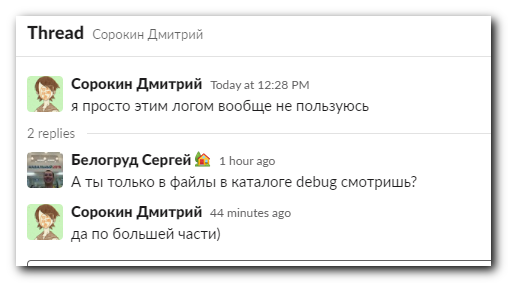 Thread Сорокин Дмитрий
Сорокин Дмитрий Today at 12:28 PM
я просто этим логом вообще не пользуюсь
2 replies
Белогруд Сергей 🏡 1 hour ago
А ты только в файлы в каталоге debug смотришь?
Сорокин Дмитрий 44 minutes ago
да по большей части)